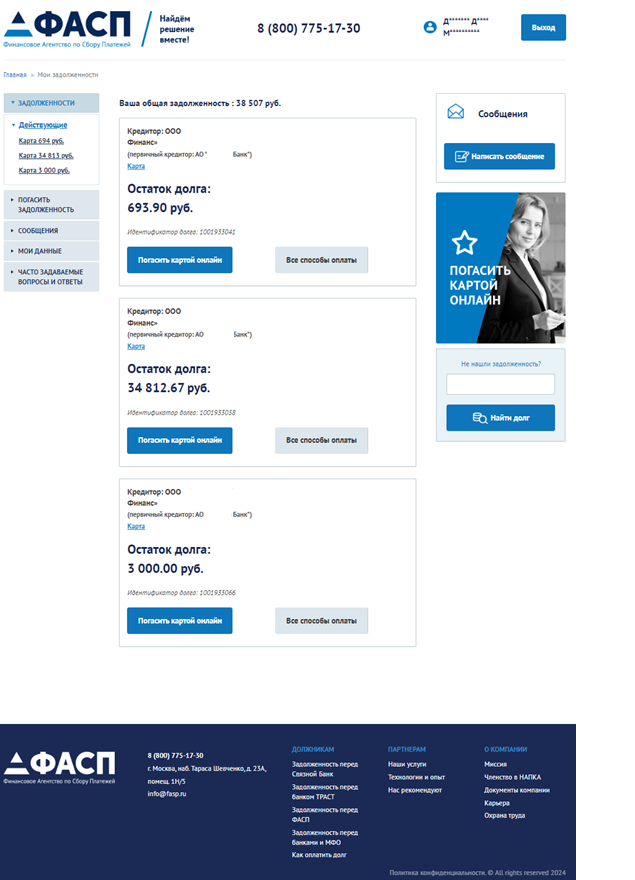 ФАСП
Финансовое Агентство по Сбору Платежей
Найдём
решение
вместе!
8 (800) 775-17-30
Д******* Д****
М***********
Выход
Главная » Мои задолженности
ЗАДОЛЖЕННОСТИ
Действующие
Карта 694 руб.
Карта 34 813 руб.
Карта 3 000 руб.
ПОГАСИТЬ
ЗАДОЛЖЕННОСТЬ
СООБЩЕНИЯ
МОИ ДАННЫЕ
ЧАСТО ЗАДАВАЕМЫЕ
ВОПРОСЫ И ОТВЕТЫ
Ваша общая задолженность : 38 507 руб.
Кредитор: ООО
Финанс»
(первичный кредитор: АО " Банк")
Карта
Остаток долга:
693.90 руб.
Идентификатор долга: 1001933041
Погасить картой онлайн
Все способы оплаты
Кредитор: ООО
Финанс»
(первичный кредитор: АО Банк")
Карта
Остаток долга:
34 812.67 руб.
Идентификатор долга: 1001933058
Погасить картой онлайн
Все способы оплаты
Кредитор: ООО
Финанс»
(первичный кредитор: АО Банк")
Карта
Остаток долга:
3 000.00 руб.
Идентификатор долга: 1001933066
Погасить картой онлайн
Все способы оплаты
Сообщения
Написать сообщение
ПОГАСИТЬ
КАРТОЙ
ОНЛАЙН
Не нашли задолженность?
Найти долг
ФАСП
Финансовое Агентство по Сбору Платежей
8 (800) 775-17-30
г. Москва, наб. Тараса Шевченко, д. 23А,
помещ. 1Н/5
info@fasp.ru
ДОЛЖНИКАМ
Задолженность перед
Связной Банк
Задолженность перед
банком ТРАСТ
Задолженность перед
ФАСП
Задолженность перед
банками и МФО
Как оплатить долг
ПАРТНЕРАМ
Наши услуги
Технологии и опыт
Нас рекомендуют
О КОМПАНИИ
Миссия
Членство в НАПКА
Документы компании
Карьера
Охрана труда
Политика конфиденциальности. © All rights reserved 2024